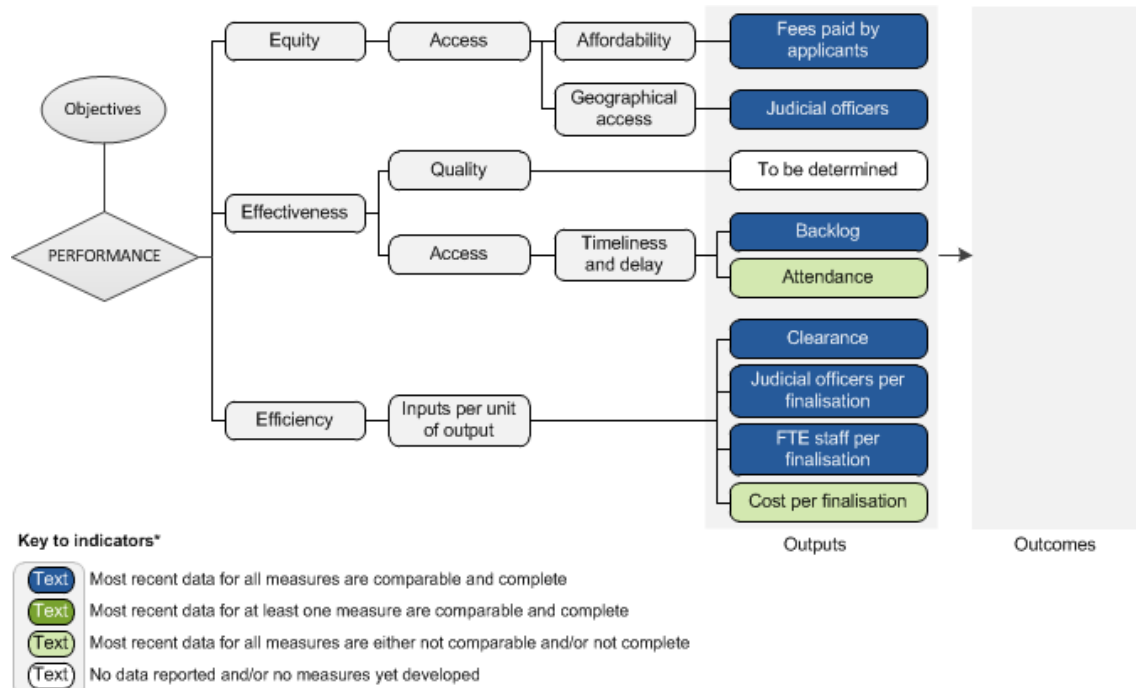 Objectives
PERFORMANCE
Equity
Access
Affordability
Fees paid by
applicants
Geographical
access
Judicial officers
Effectiveness
Quality
To be determined
Access
Timeliness
and delay
Backlog
Attendance
Efficiency
Inputs per unit
of output
Clearance
Judicial officers per
finalisation
FTE staff per
finalisation
Cost per finalisation
Outputs
Outcomes
Key to indicators*
Text Most recent data for all measures are comparable and complete
Text Most recent data for at least one measure are comparable and complete
Text Most recent data for all measures are either not comparable and/or not complete
Text No data reported and/or no measures yet developed